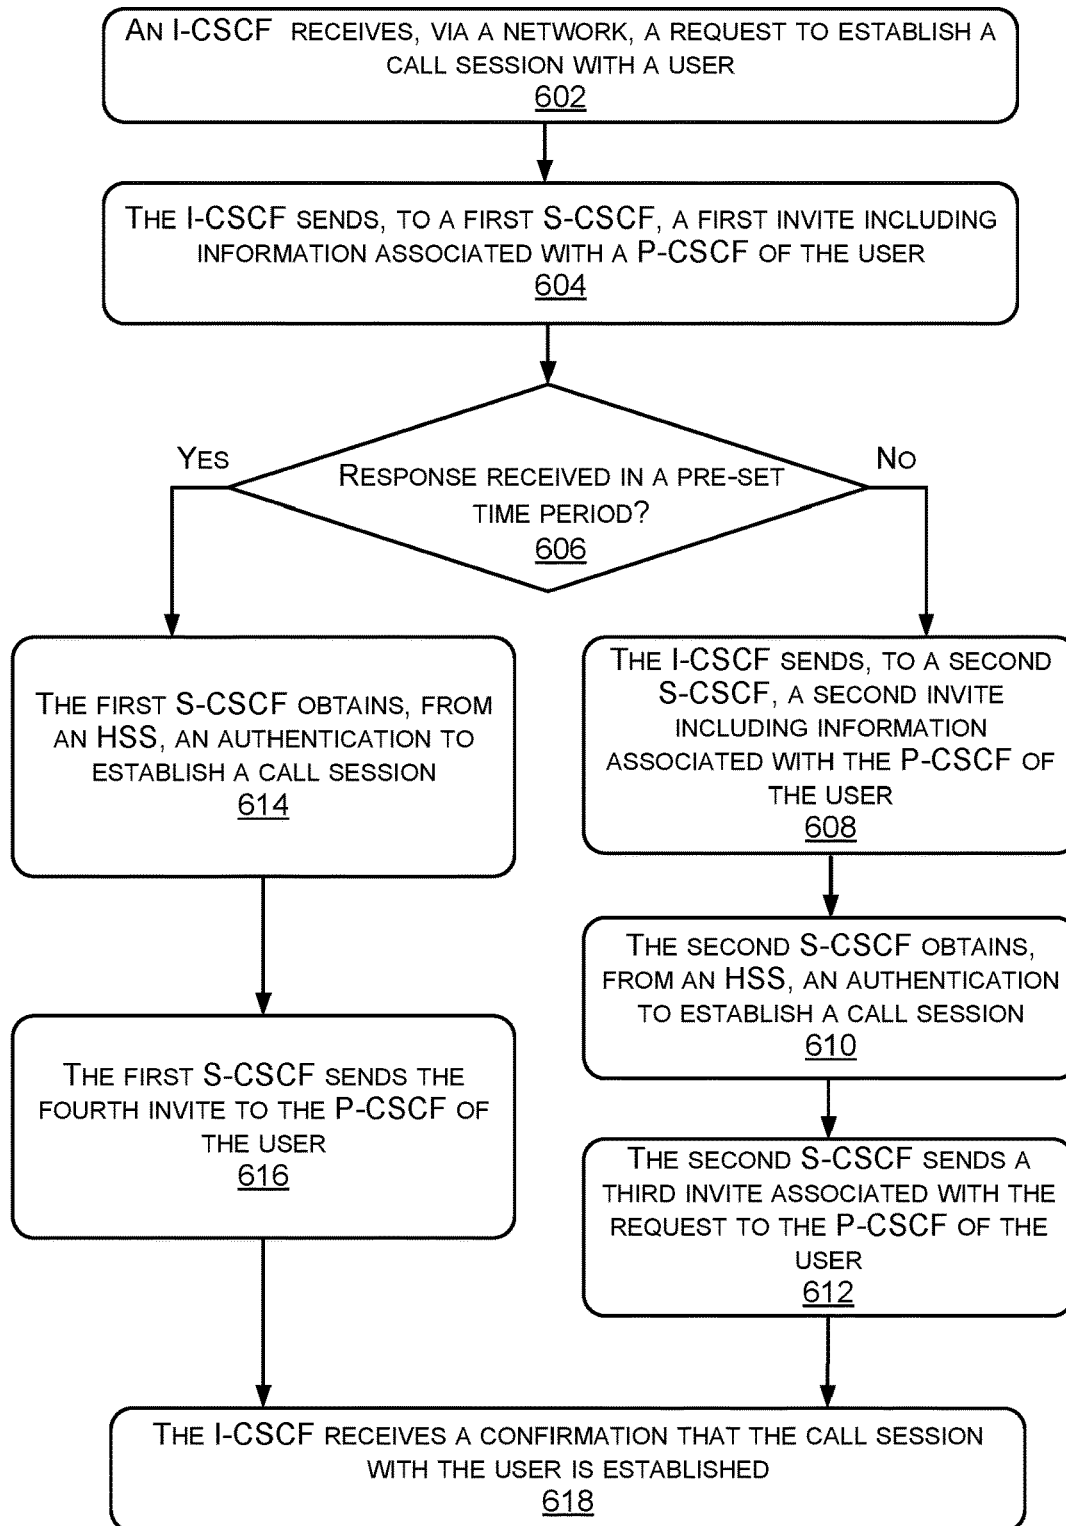 AN I-CSCF RECEIVES, VIA A NETWORK, A REQUEST TO ESTABLISH A
CALL SESSION WITH A USER
602
THE I-CSCF SENDS, TO A FIRST S-CSCF, A FIRST INVITE INCLUDING
INFORMATION ASSOCIATED WITH A P-CSCF OF THE USER
604
YES
NO
RESPONSE RECEIVED IN A PRE-SET
TIME PERIOD?
606
THE FIRST S-CSCF OBTAINS, FROM
AN HSS, AN AUTHENTICATION TO
ESTABLISH A CALL SESSION
614
THE I-CSCF SENDS, TO A SECOND
S-CSCF, A SECOND INVITE
INCLUDING INFORMATION
ASSOCIATED WITH THE P-CSCF OF
THE USER
608
THE SECOND S-CSCF OBTAINS,
FROM AN HSS, AN AUTHENTICATION
TO ESTABLISH A CALL SESSION
610
THE FIRST S-CSCF SENDS THE
FOURTH INVITE TO THE P-CSCF OF
THE USER
616
THE SECOND S-CSCF SENDS A
THIRD INVITE ASSOCIATED WITH THE
REQUEST TO THE P-CSCF OF THE
USER
612
THE I-CSCF RECEIVES A CONFIRMATION THAT THE CALL SESSION
WITH THE USER IS ESTABLISHED
618